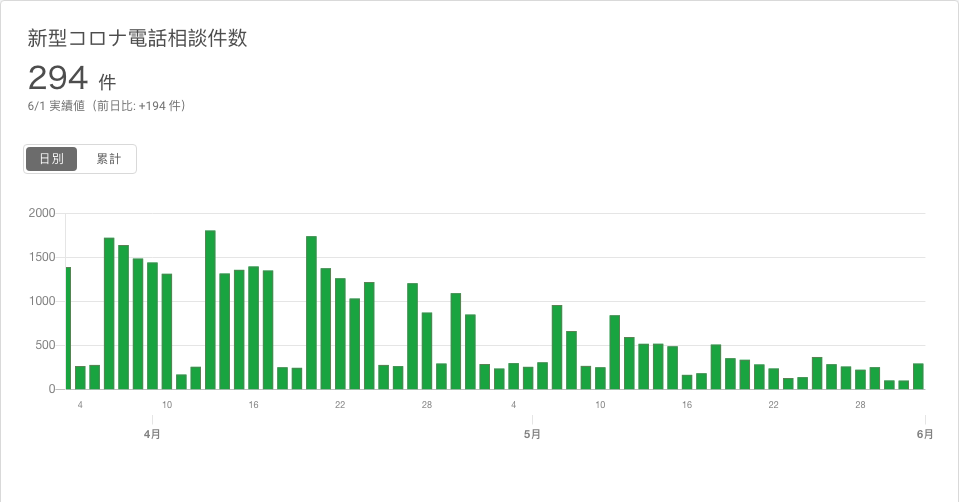 新型コロナ電話相談件数
294 件
6/1 実績値（前日比: +194 件）
日別 累計
2000
1500
1000
500
0
4 10 16 22 28 4 10 16 22 28
4月 5月 6月